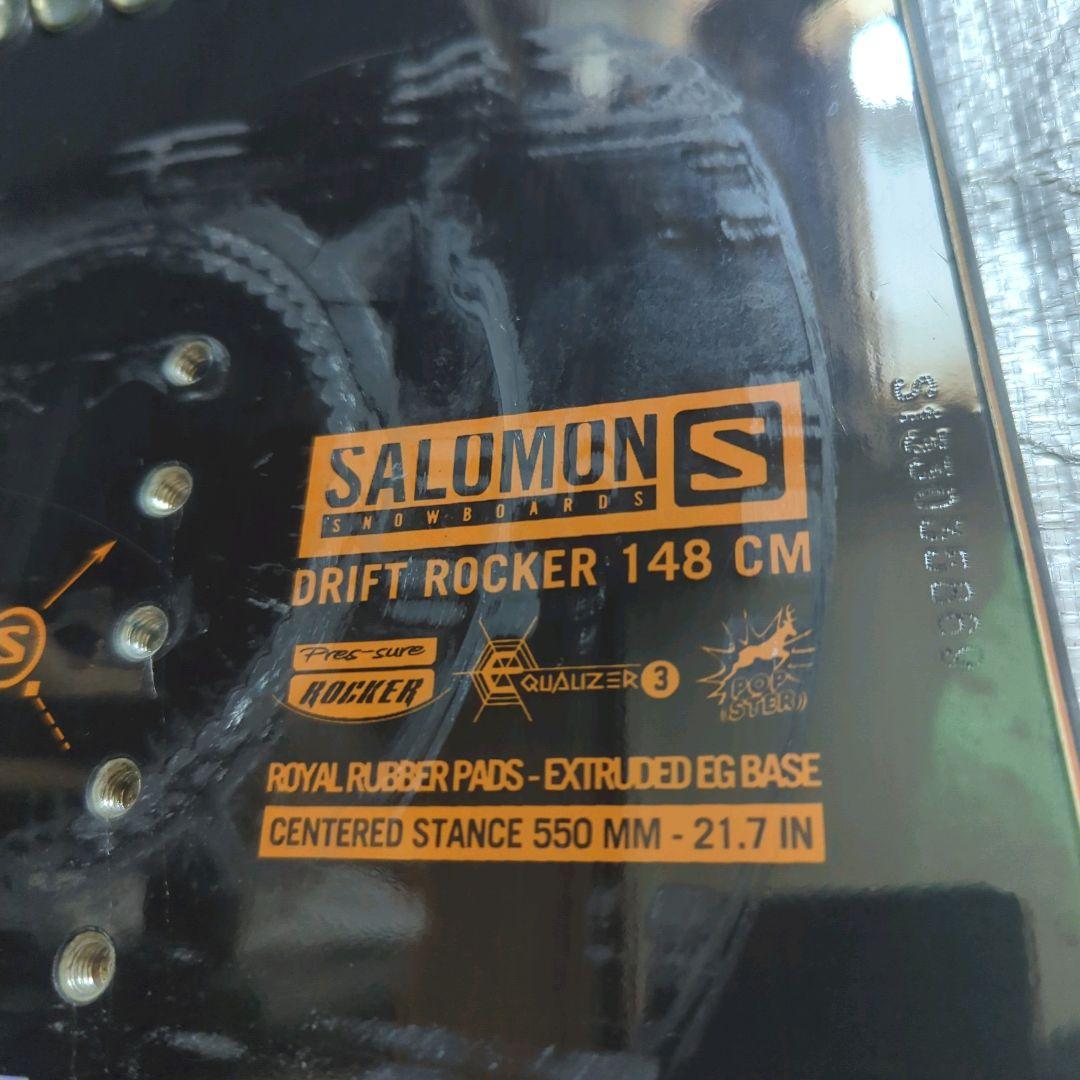 SALOMON S
SNOWBOARDS
DRIFT ROCKER 148 CM
Pres-sure
ROCKER
EQUALIZER 3
POP
STER
ROYAL RUBBER PADS - EXTRUDED EG BASE
CENTERED STANCE 550 MM - 21.7 IN
S